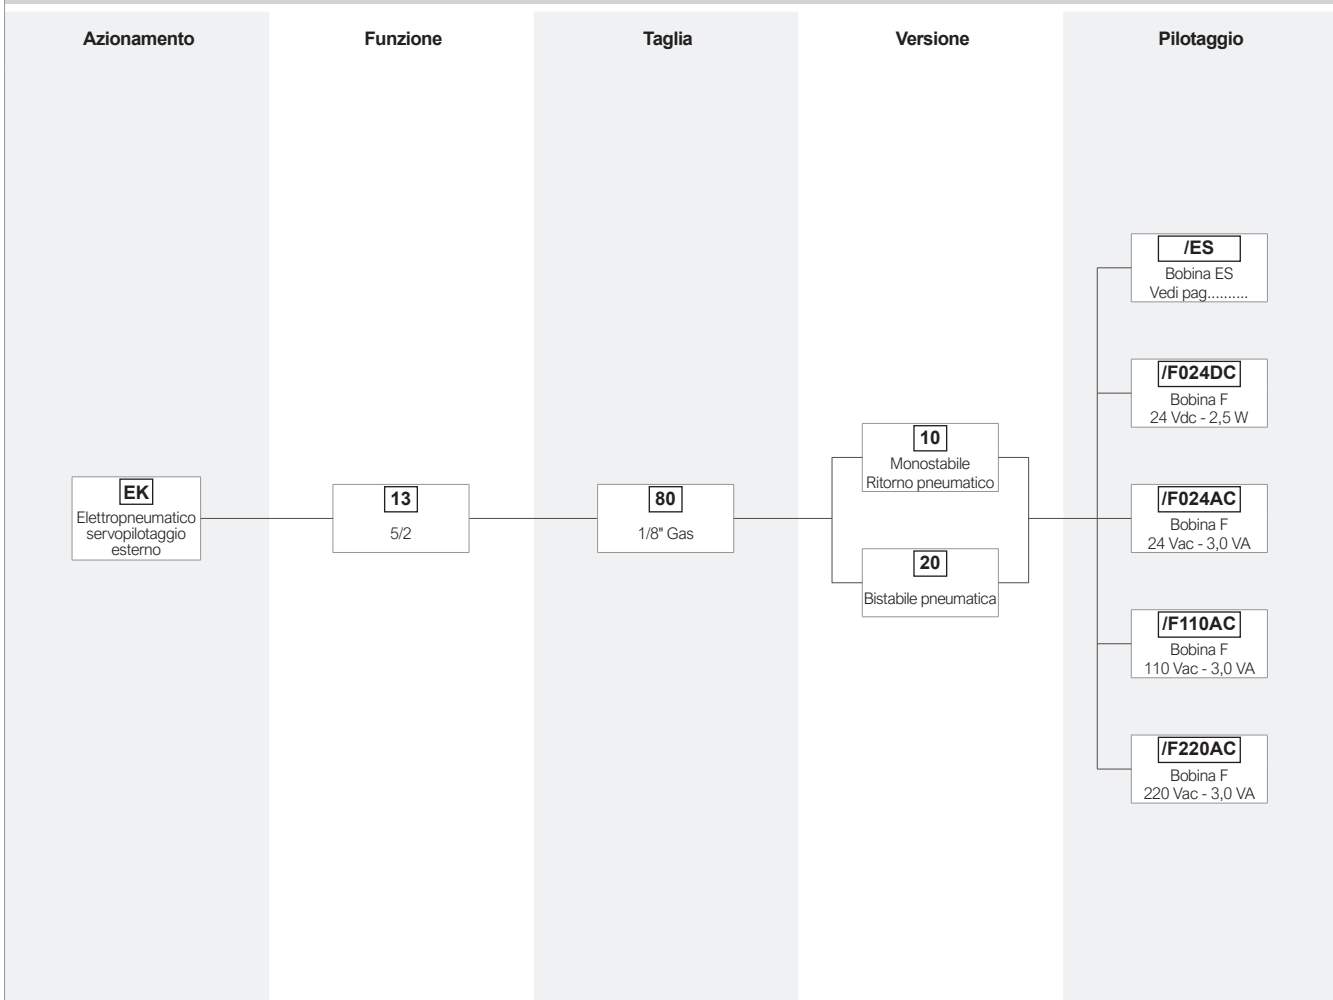 Azionamento
Funzione
Taglia
Versione
Pilotaggio
EK
Elettropneumatico
servopilotaggio
esterno
13
5/2
80
1/8" Gas
10
Monostabile
Ritorno pneumatico
20
Bistabile pneumatica
/ES
Bobina ES
Vedi pag..........
/F024DC
Bobina F
24 Vdc - 2,5 W
/F024AC
Bobina F
24 Vac - 3,0 VA
/F110AC
Bobina F
110 Vac - 3,0 VA
/F220AC
Bobina F
220 Vac - 3,0 VA